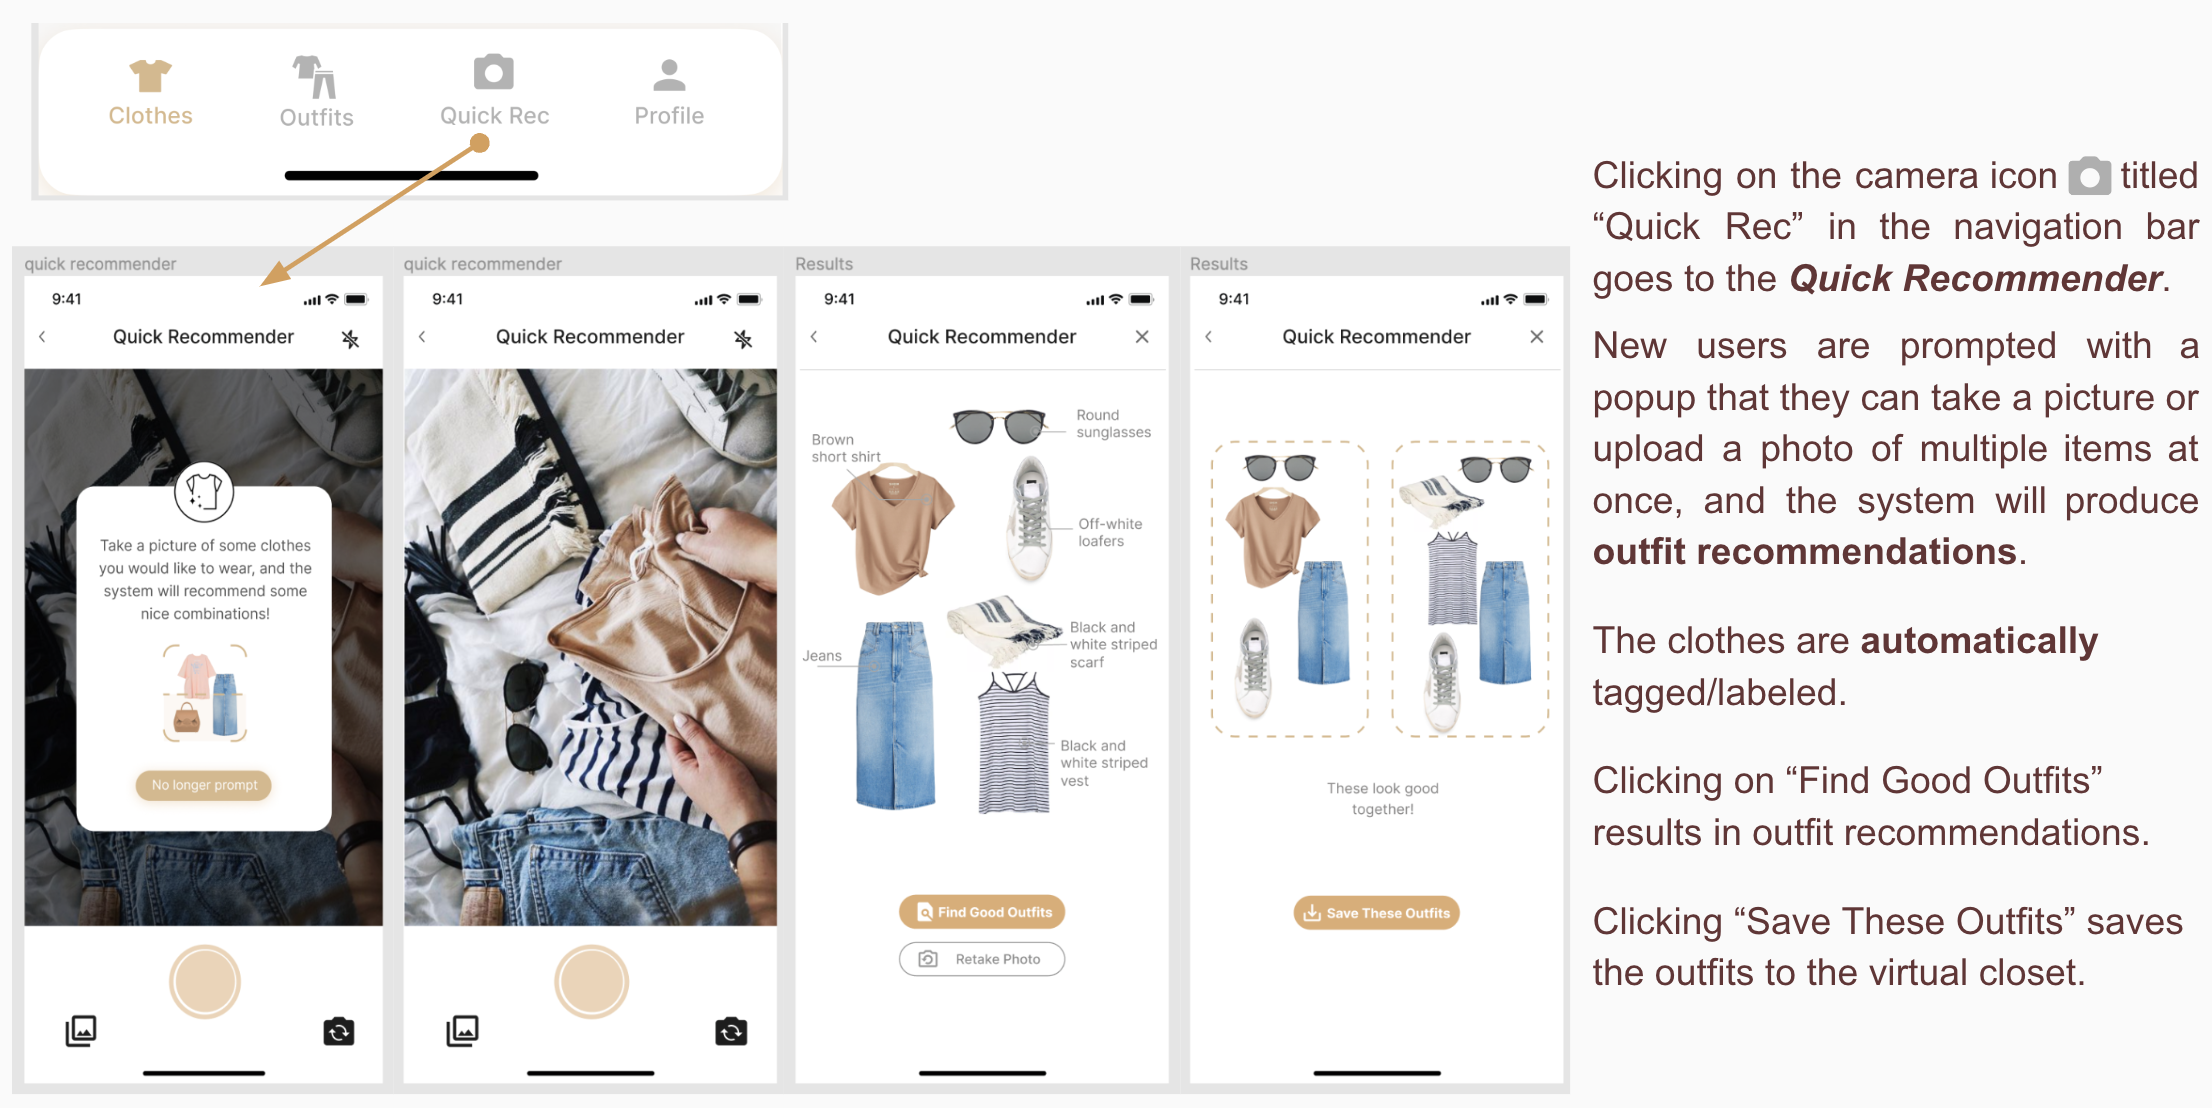 Clothes
Outfits
Quick Rec
Profile
quick recommender
9:41
Quick Recommender
Take a picture of some clothes
you would like to wear, and the
system will recommend some
nice combinations!
No longer prompt
quick recommender
9:41
Quick Recommender
Results
9:41
Quick Recommender
Round
sunglasses
Brown
short shirt
Off-white
loafers
Black and
white striped
scarf
Jeans
Black and
white striped
vest
Find Good Outfits
Retake Photo
Results
9:41
Quick Recommender
These look good
together!
Save These Outfits
Clicking on the camera icon titled
“Quick Rec” in the navigation bar
goes to the Quick Recommender.
New users are prompted with a
popup that they can take a picture or
upload a photo of multiple items at
once, and the system will produce
outfit recommendations.
The clothes are automatically
tagged/labeled.
Clicking on “Find Good Outfits”
results in outfit recommendations.
Clicking “Save These Outfits” saves
the outfits to the virtual closet.